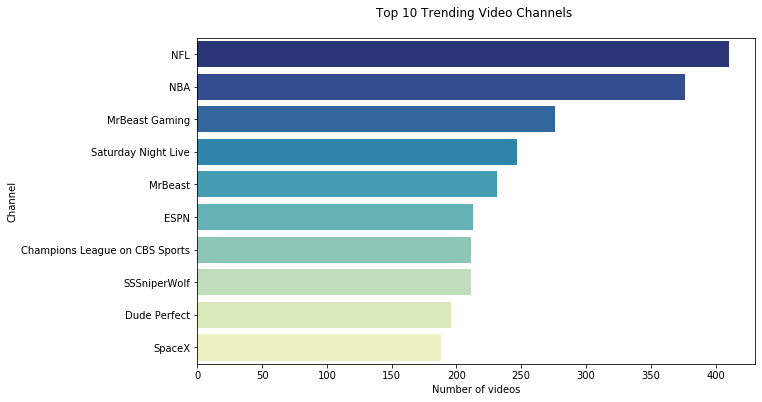 Top 10 Trending Video Channels
Channel
NFL
NBA
MrBeast Gaming
Saturday Night Live
MrBeast
ESPN
Champions League on CBS Sports
SSSniperWolf
Dude Perfect
SpaceX
0 50 100 150 200 250 300 350 400
Number of videos